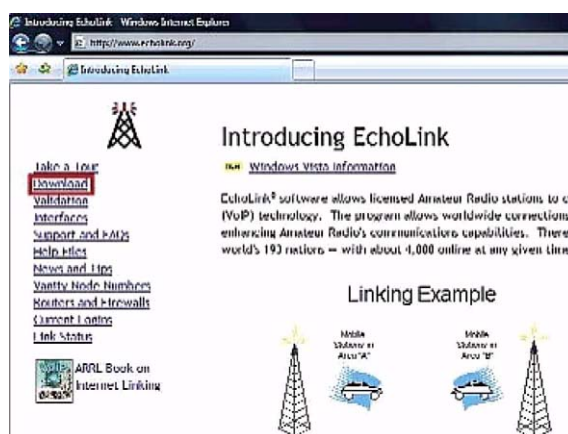 Introducing EchoLink - Windows Internet Explorer
http://www.echolink.org/
Introducing EchoLink
Introducing EchoLink
Take a Tour
Download
Validation
Interfaces
Support and FAQs
Help Files
News and Tips
Vanity Node Numbers
Routers and Firewalls
Current Logins
Link Status
ARRL Book on
Internet Linking
Windows Vista Information
EchoLink® software allows licensed Amateur Radio stations to c
(VoIP) technology. The program allows worldwide connections
enhancing Amateur Radio's communications capabilities. There
world's 193 nations — with about 4,000 online at any given time
Linking Example
Mobile
Stations in
Area "A"
Mobile
Stations in
Area "B"